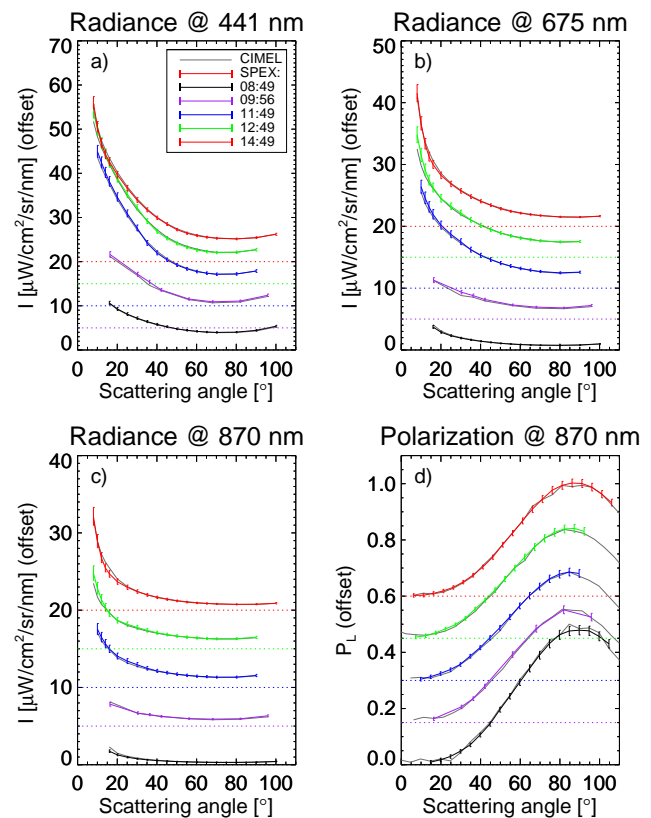 Radiance @ 441 nm
70
60
50
40
30
20
10
0
0 20 40 60 80 100
Scattering angle [°]
I [µW/cm²/sr/nm] (offset)
a)
CIMEL
SPEX:
08:49
09:56
11:49
12:49
14:49
Radiance @ 675 nm
50
40
30
20
10
0
0 20 40 60 80 100
Scattering angle [°]
I [µW/cm²/sr/nm] (offset)
b)
Radiance @ 870 nm
40
30
20
10
0
0 20 40 60 80 100
Scattering angle [°]
I [µW/cm²/sr/nm] (offset)
c)
Polarization @ 870 nm
1.0
0.8
0.6
0.4
0.2
0.0
0 20 40 60 80 100
Scattering angle [°]
P_L (offset)
d)